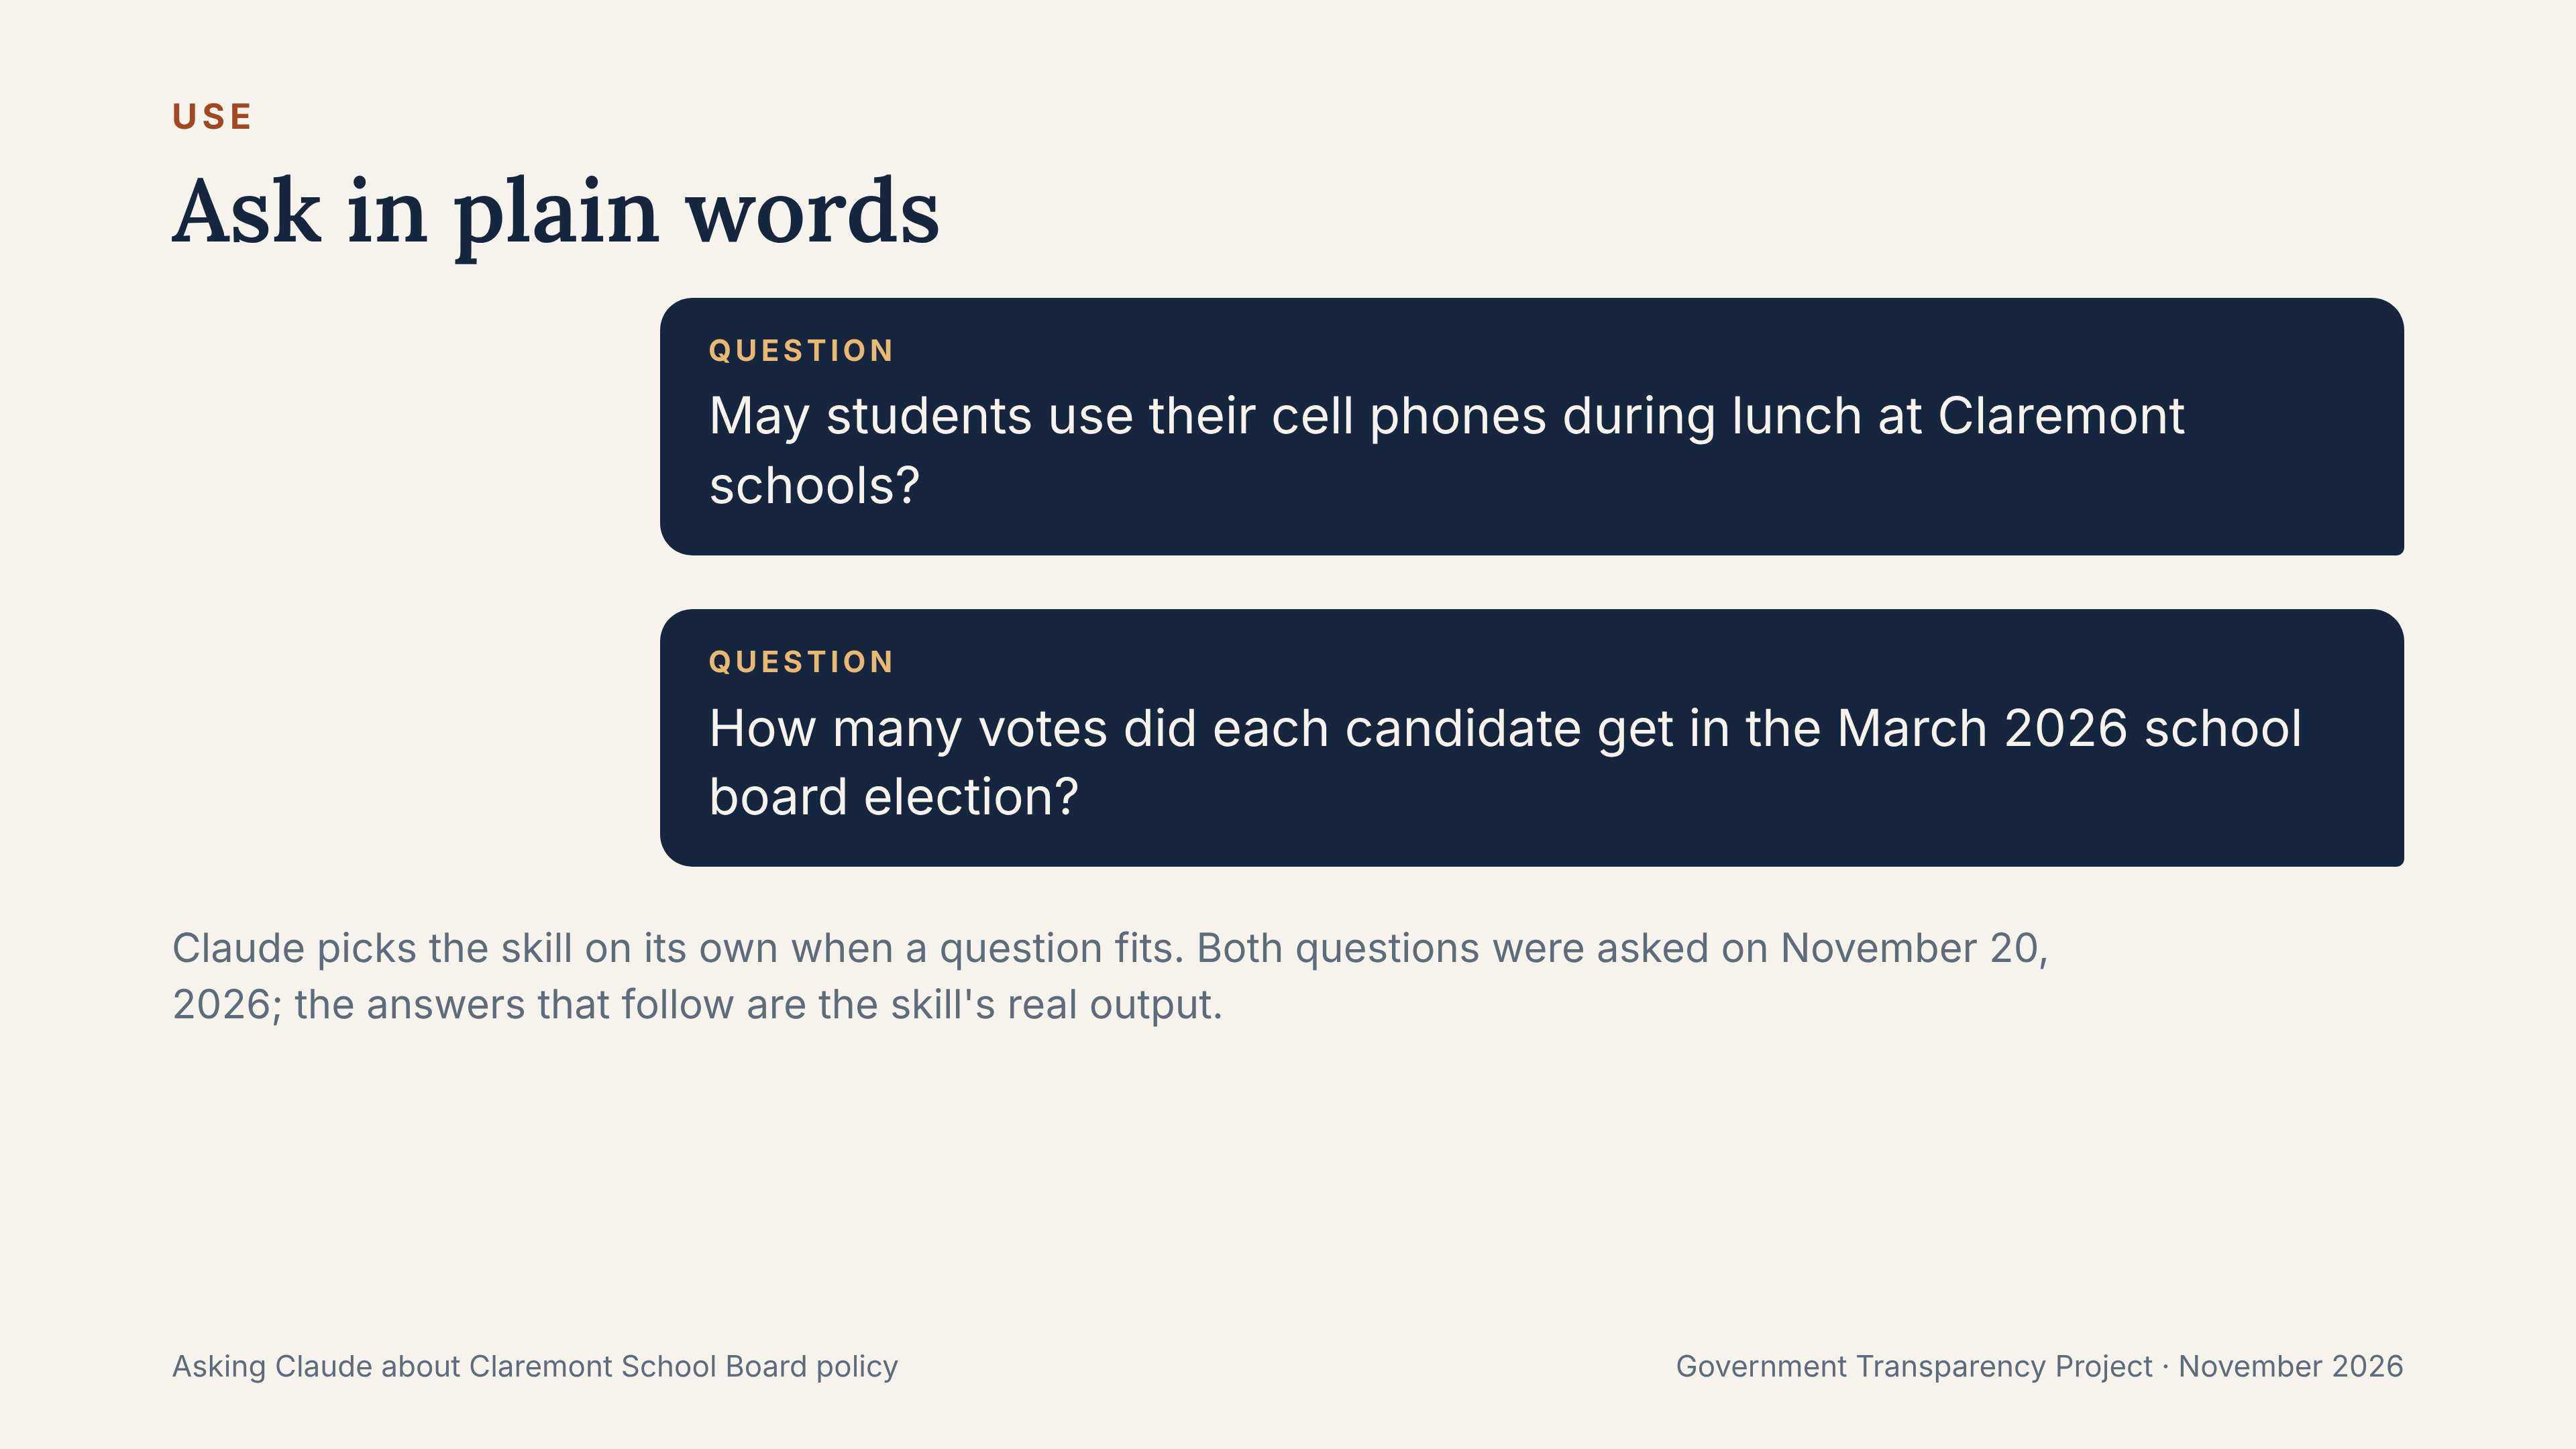 USE
Ask in plain words
QUESTION
May students use their cell phones during lunch at Claremont
schools?
QUESTION
How many votes did each candidate get in the March 2026 school
board election?
Claude picks the skill on its own when a question fits. Both questions were asked on November 20,
2026; the answers that follow are the skill's real output.
Asking Claude about Claremont School Board policy
Government Transparency Project · November 2026